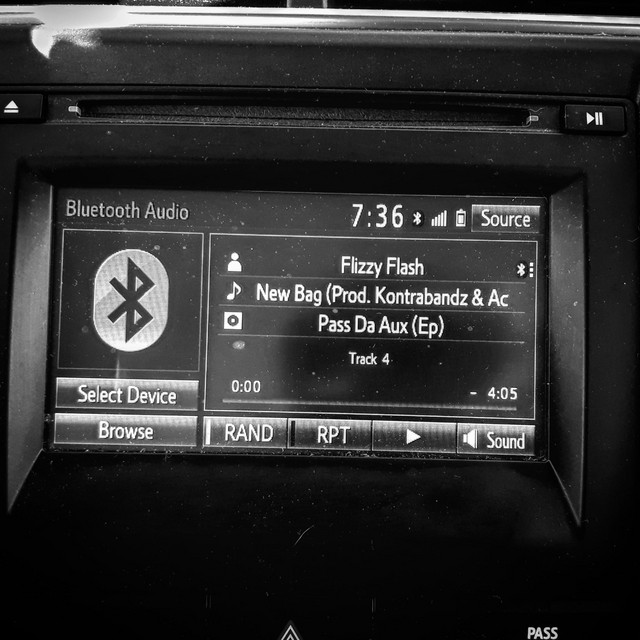 Bluetooth Audio
7:36
Source
Flizzy Flash
New Bag (Prod. Kontrabandz & Ac
Pass Da Aux (Ep)
Track 4
0:00
- 4:05
Select Device
Browse
RAND
RPT
Sound
PASS